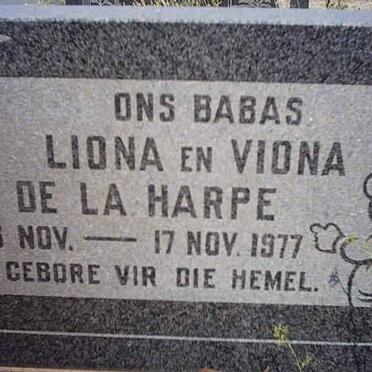 ONS BABAS
LIONA EN VIONA
DE LA HARPE
NOV. — 17 NOV. 1977
GEBORE VIR DIE HEMEL.